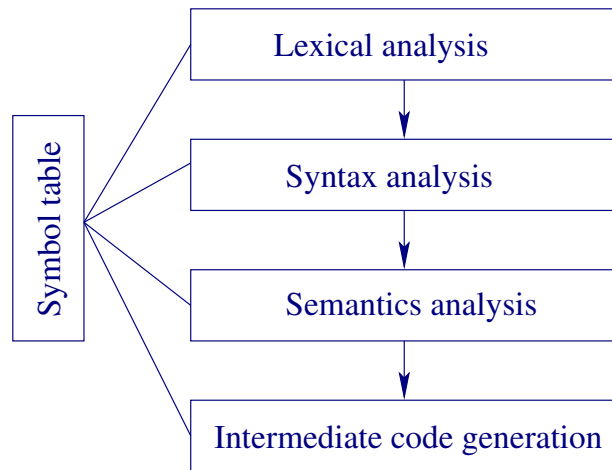 Lexical analysis
Symbol table
Syntax analysis
Semantics analysis
Intermediate code generation